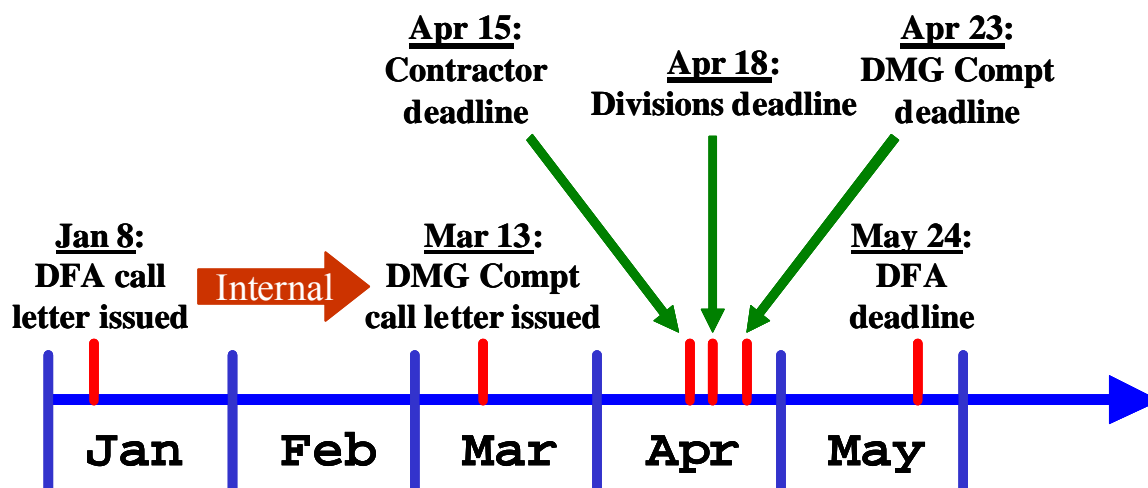 Apr 15:
Contractor
deadline
Apr 18:
Divisions deadline
Apr 23:
DMG Compt
deadline
Jan 8:
DFA call
letter issued
Internal
Mar 13:
DMG Compt
call letter issued
May 24:
DFA
deadline
Jan
Feb
Mar
Apr
May